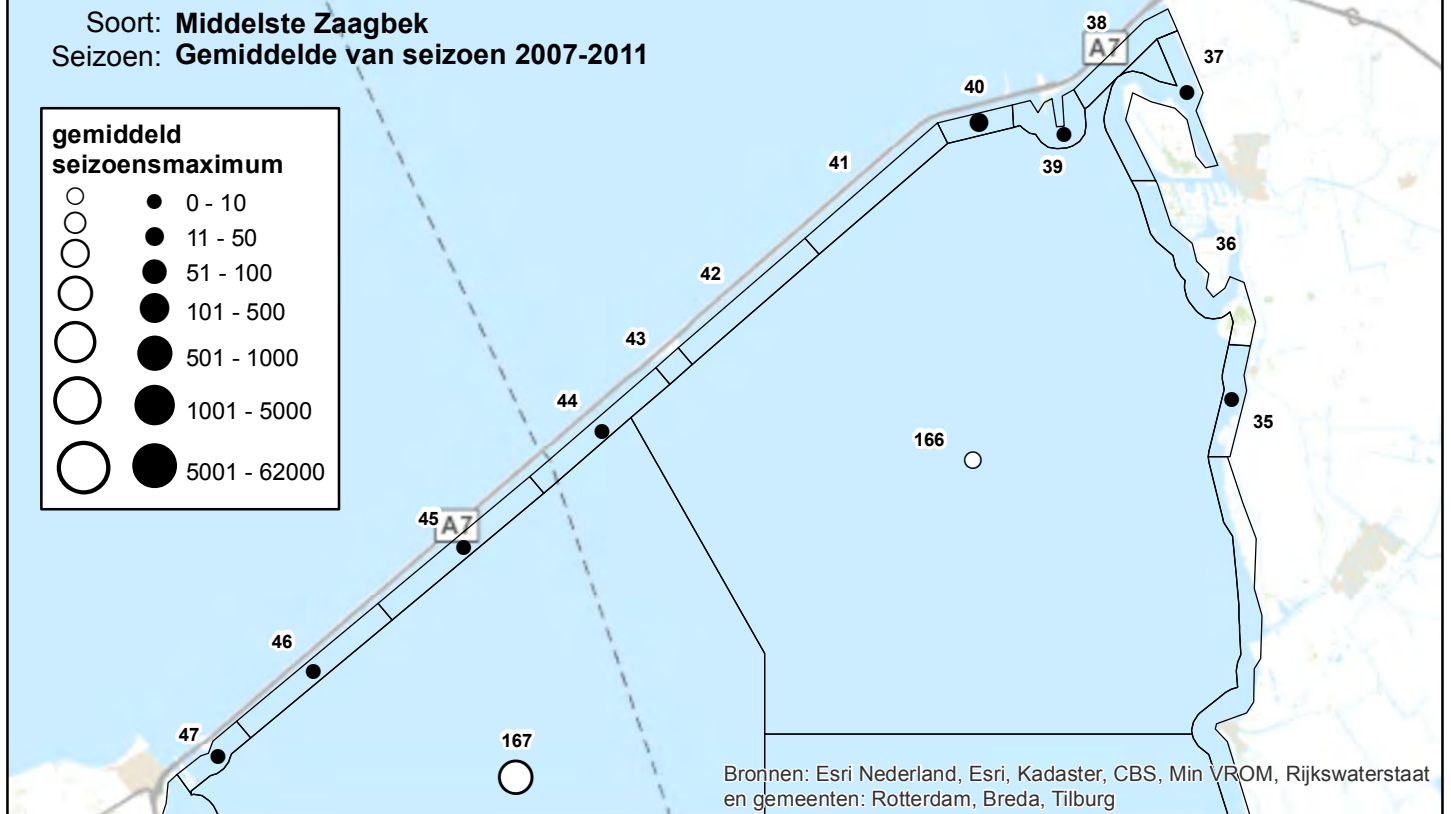 Soort: Middelste Zaagbek
Seizoen: Gemiddelde van seizoen 2007-2011
gemiddeld
seizoensmaximum
0 - 10
11 - 50
51 - 100
101 - 500
501 - 1000
1001 - 5000
5001 - 62000
38
A7
37
40
39
41
36
42
43
44
35
166
45
A7
46
47
167
Bronnen: Esri Nederland, Esri, Kadaster, CBS, Min VROM, Rijkswaterstaat
en gemeenten: Rotterdam, Breda, Tilburg